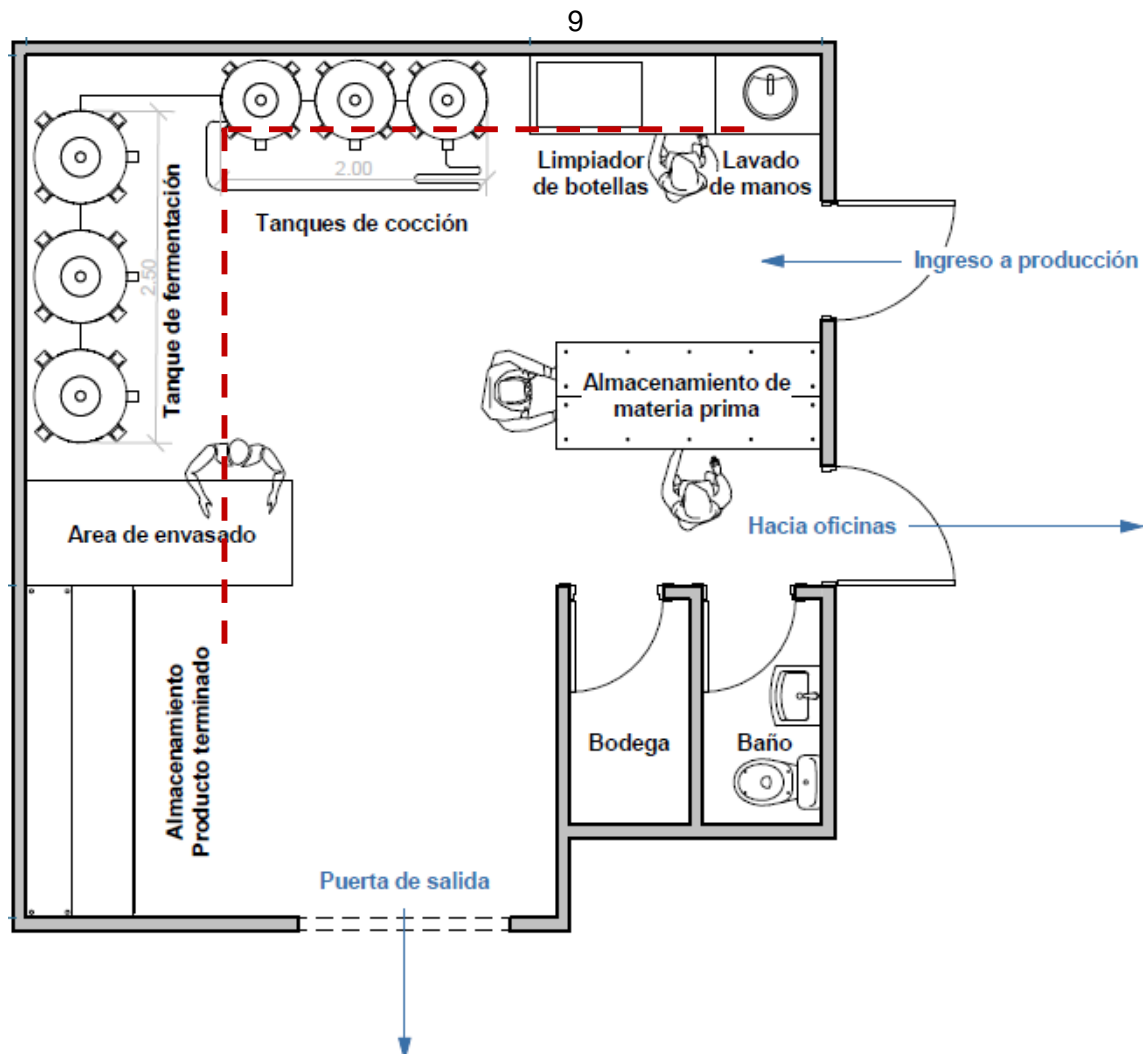 9
Limpiador
de botellas
Lavado
de manos
2.00
Tanques de cocción
Tanque de fermentación
2.50
Ingreso a producción
Almacenamiento de
materia prima
Area de envasado
Hacia oficinas
Almacenamiento
Producto terminado
Bodega
Baño
Puerta de salida